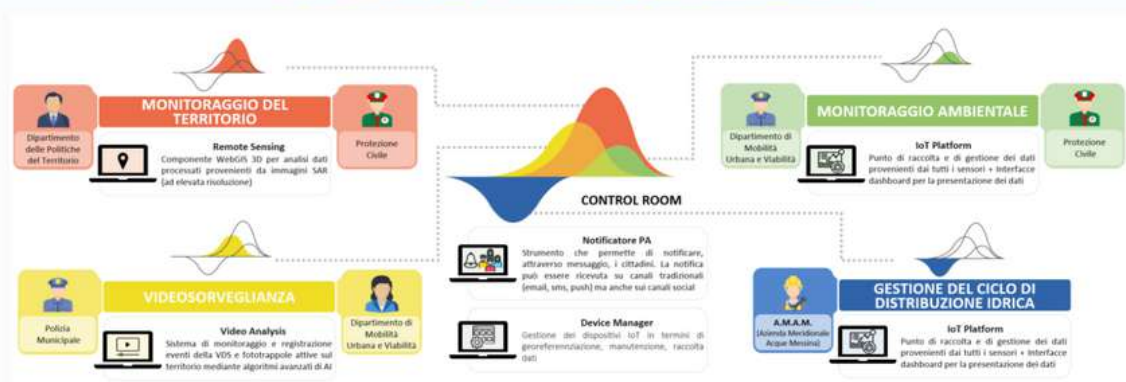 MONITORAGGIO DEL
TERRITORIO
Dipartimento
delle Politiche
del Territorio
Protezione
Civile
Remote Sensing
Componente WebGIS 3D per analisi dati
processati provenienti da immagini SAR
(ad elevata risoluzione)
VIDEOSORVEGLIANZA
Polizia
Municipale
Dipartimento di
Mobilità
Urbana e Viabilità
Video Analysis
Sistema di monitoraggio e registrazione
eventi della VDS e fototrappole attive sul
territorio mediante algoritmi avanzati di AI
CONTROL ROOM
Notificatore PA
Strumento che permette di notificare,
attraverso messaggio, i cittadini. La notifica
può essere ricevuta su canali tradizionali
(email, sms, push) ma anche sui canali social
Device Manager
Gestione dei dispositivi IoT in termini di
georeferenziazione, manutenzione, raccolta
dati
MONITORAGGIO AMBIENTALE
Dipartimento di
Mobilità
Urbana e Viabilità
Protezione
Civile
IoT Platform
Punto di raccolta e di gestione dei dati
provenienti dai tutti i sensori + Interfacce
dashboard per la presentazione dei dati
GESTIONE DEL CICLO DI
DISTRIBUZIONE IDRICA
A.M.A.M.
(Azienda Meridionale
Acque Messina)
IoT Platform
Punto di raccolta e di gestione dei dati
provenienti dai tutti i sensori + Interfacce
dashboard per la presentazione dei dati